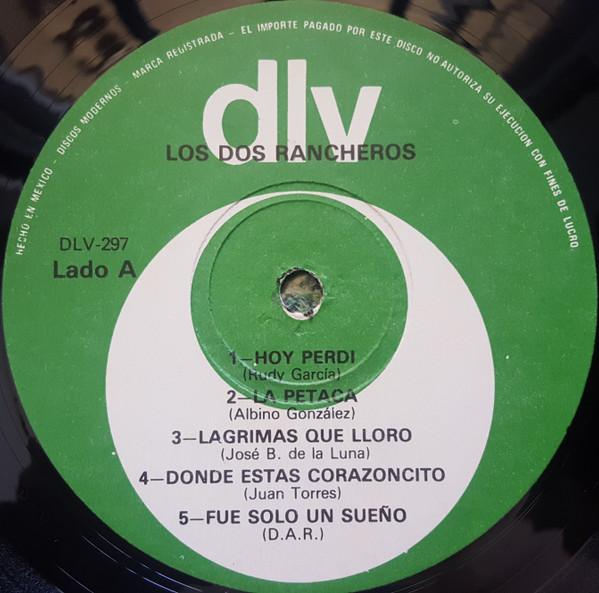 HECHO EN MEXICO - DISCOS MODERNOS - MARCA REGISTRADA - EL IMPORTE PAGADO POR ESTE DISCO NO AUTORIZA SU EJECUCION CON FINES DE LUCRO
dlv
LOS DOS RANCHEROS
DLV-297
Lado A
1—HOY PERDI
(Rudy García)
2—LA PETACA
(Albino González)
3—LAGRIMAS QUE LLORO
(José B. de la Luna)
4—DONDE ESTAS CORAZONCITO
(Juan Torres)
5—FUE SOLO UN SUEÑO
(D.A.R.)